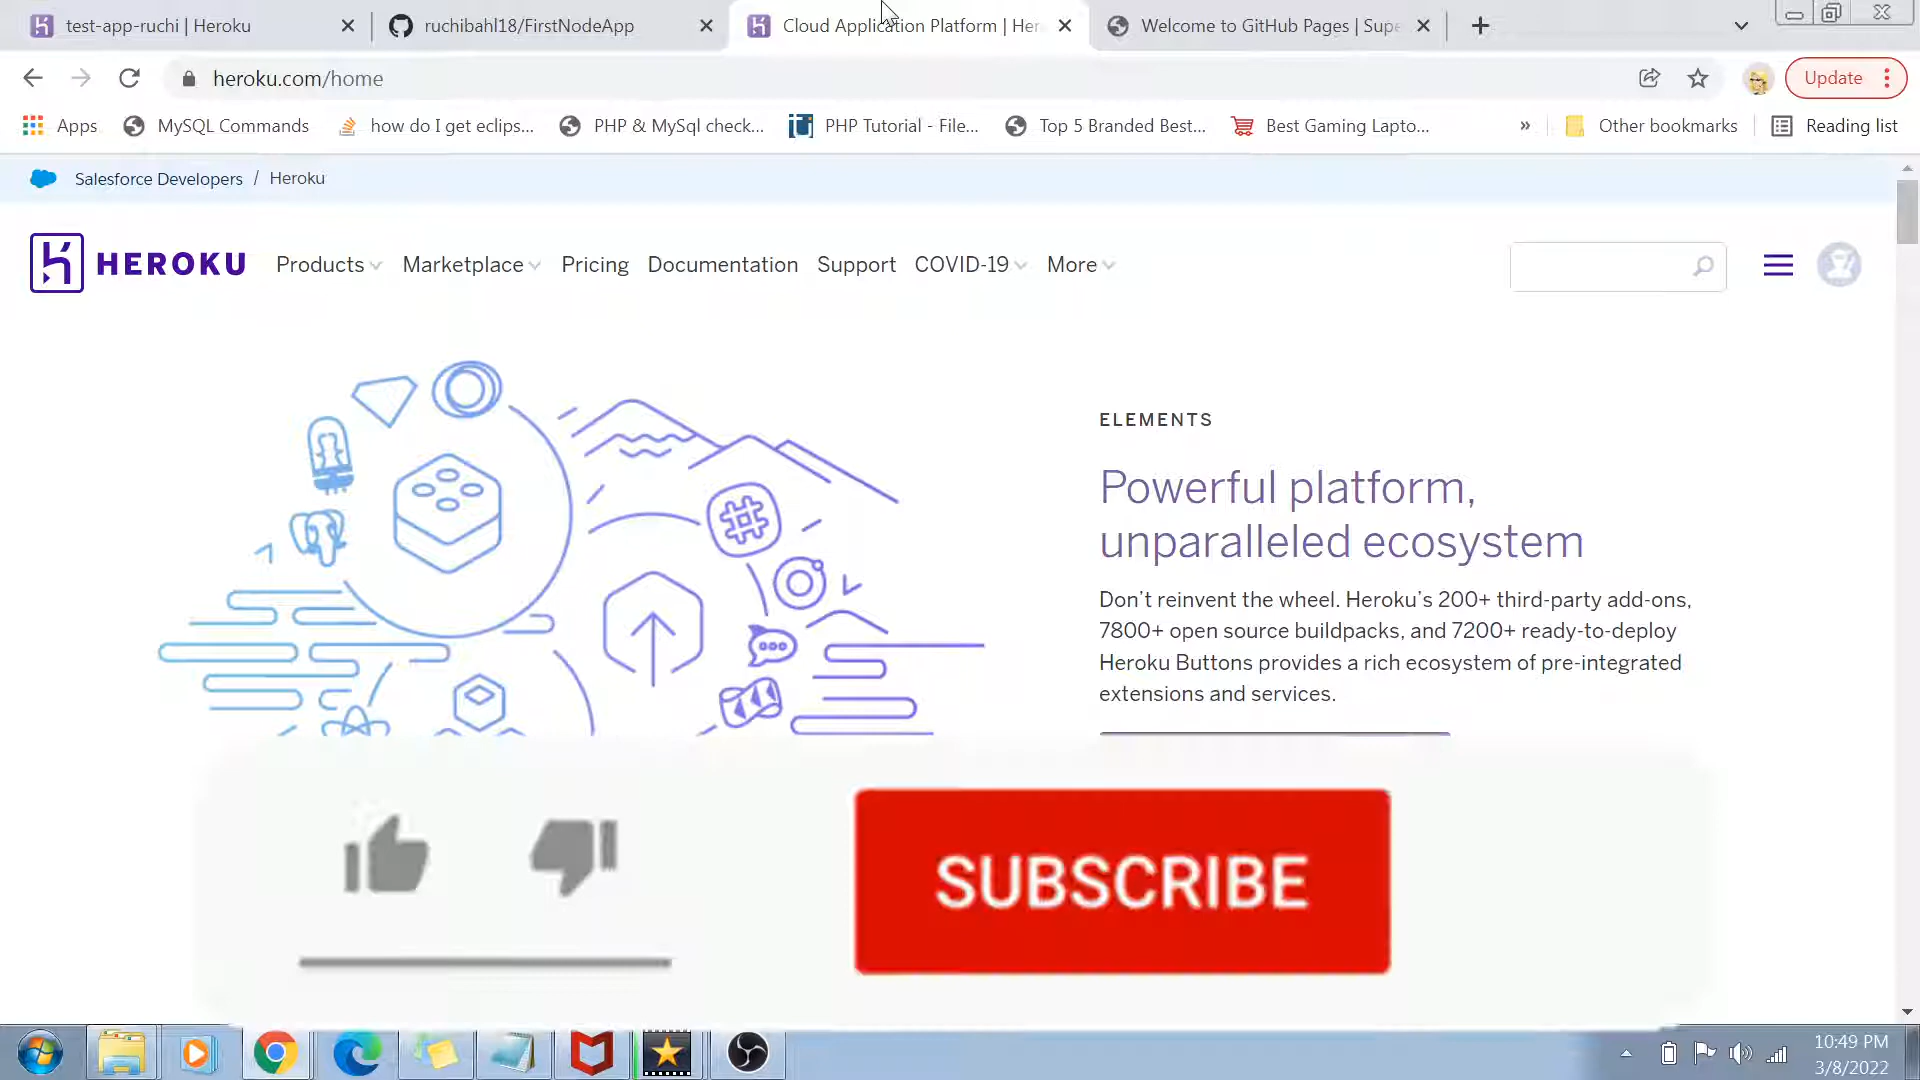 test-app-ruchi | Heroku
ruchibahl18/FirstNodeApp
Cloud Application Platform | Her
Welcome to GitHub Pages | Supe
heroku.com/home
Update
Apps
MySQL Commands
how do I get eclips...
PHP & MySql check...
PHP Tutorial - File...
Top 5 Branded Best...
Best Gaming Lapto...
»
Other bookmarks
Reading list
Salesforce Developers / Heroku
HEROKU
Products
Marketplace
Pricing
Documentation
Support
COVID-19
More
ELEMENTS
Powerful platform,
unparalleled ecosystem
Don’t reinvent the wheel. Heroku’s 200+ third-party add-ons,
7800+ open source buildpacks, and 7200+ ready-to-deploy
Heroku Buttons provides a rich ecosystem of pre-integrated
extensions and services.
SUBSCRIBE
10:49 PM
3/8/2022